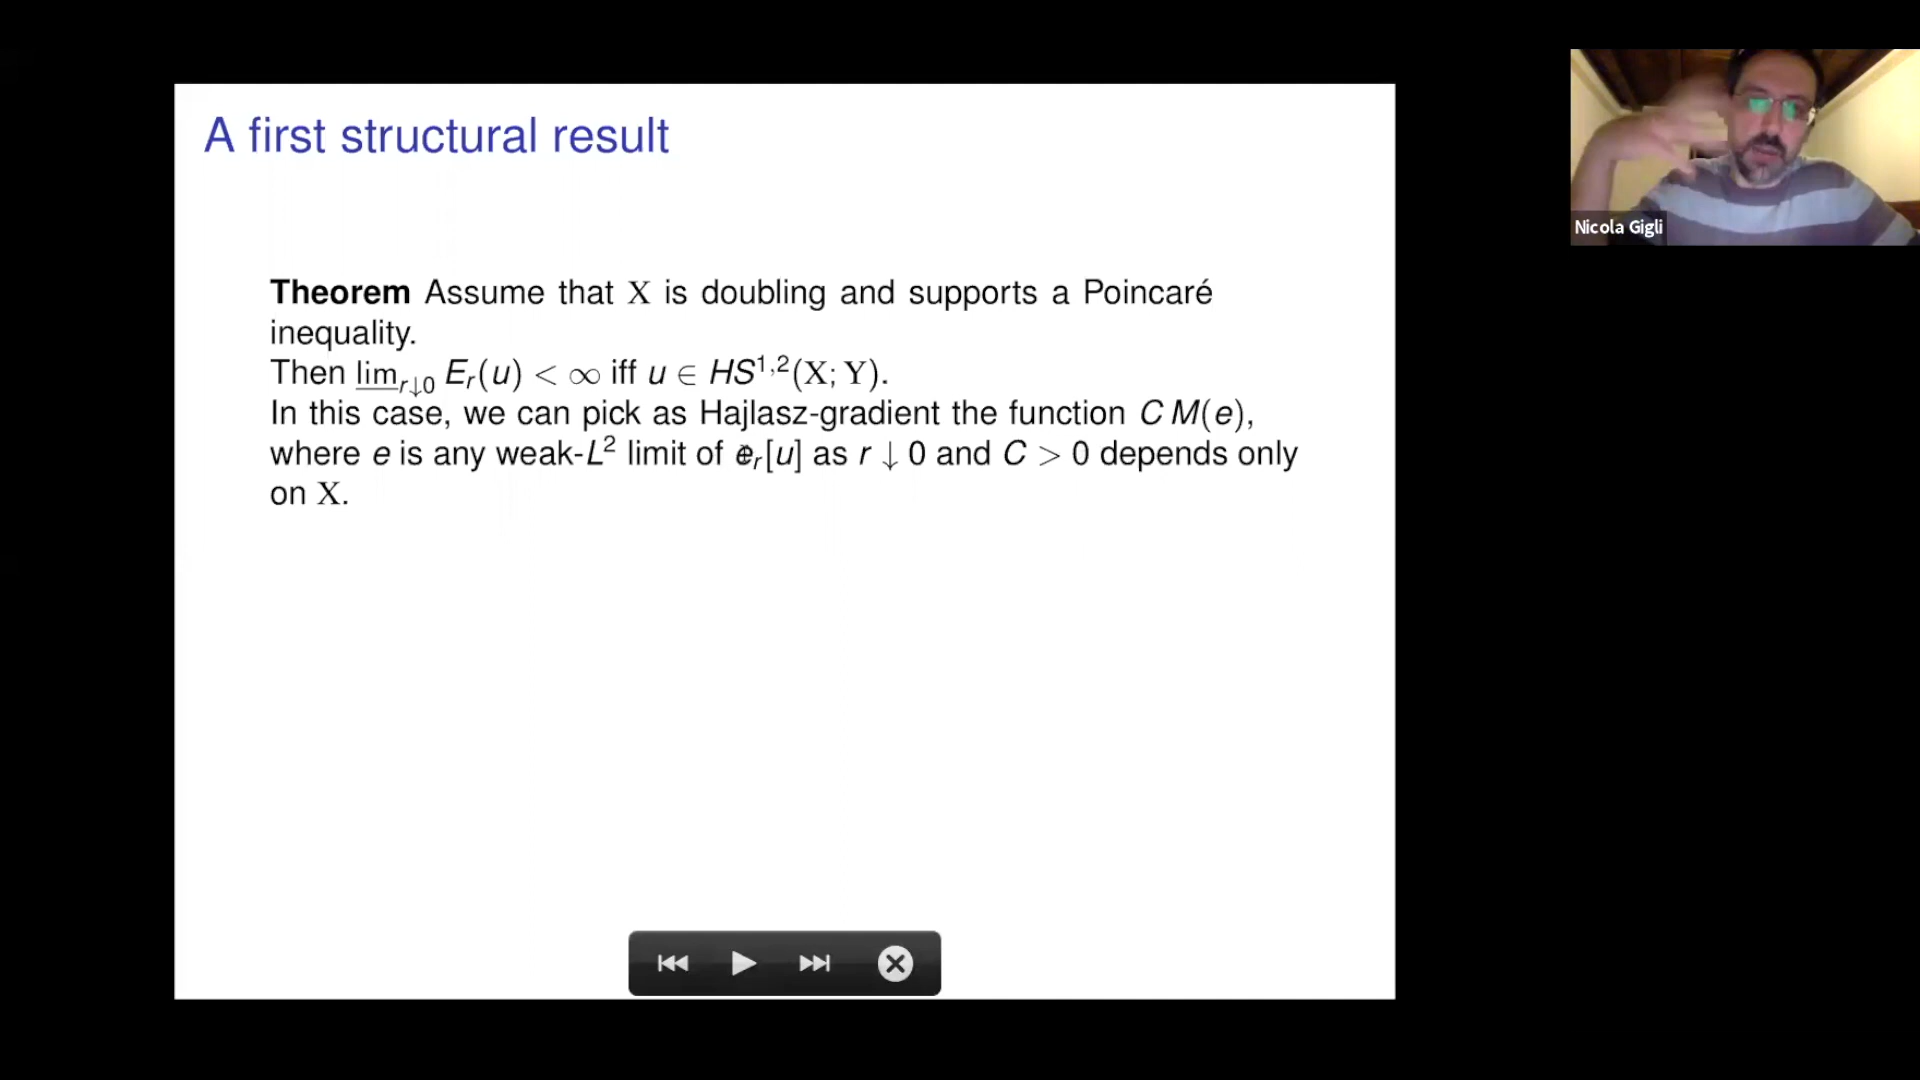 A first structural result
Nicola Gigli
Theorem Assume that X is doubling and supports a Poincaré
inequality.
Then lim_{r↓0} E_r(u) < ∞ iff u ∈ HS^{1,2}(X; Y).
In this case, we can pick as Hajlasz-gradient the function C M(e),
where e is any weak-L² limit of e_r[u] as r ↓ 0 and C > 0 depends only
on X.